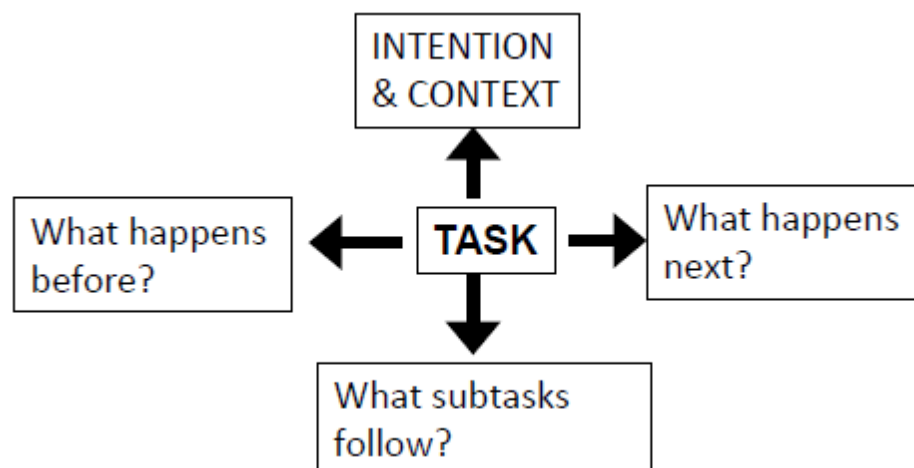 INTENTION
& CONTEXT
What happens
before?
TASK
What happens
next?
What subtasks
follow?